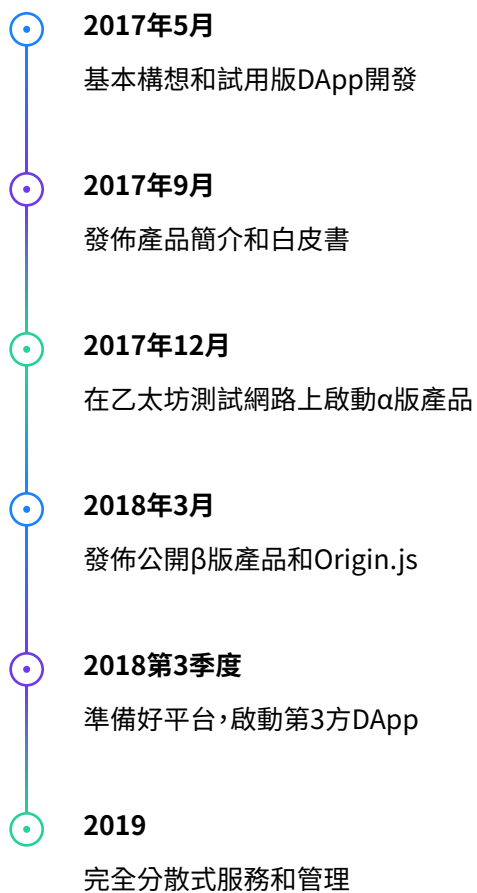 2017年5月
基本構想和試用版DApp開發
2017年9月
發佈產品簡介和白皮書
2017年12月
在乙太坊測試網路上啟動α版產品
2018年3月
發佈公開β版產品和Origin.js
2018第3季度
準備好平台，啟動第3方DApp
2019
完全分散式服務和管理